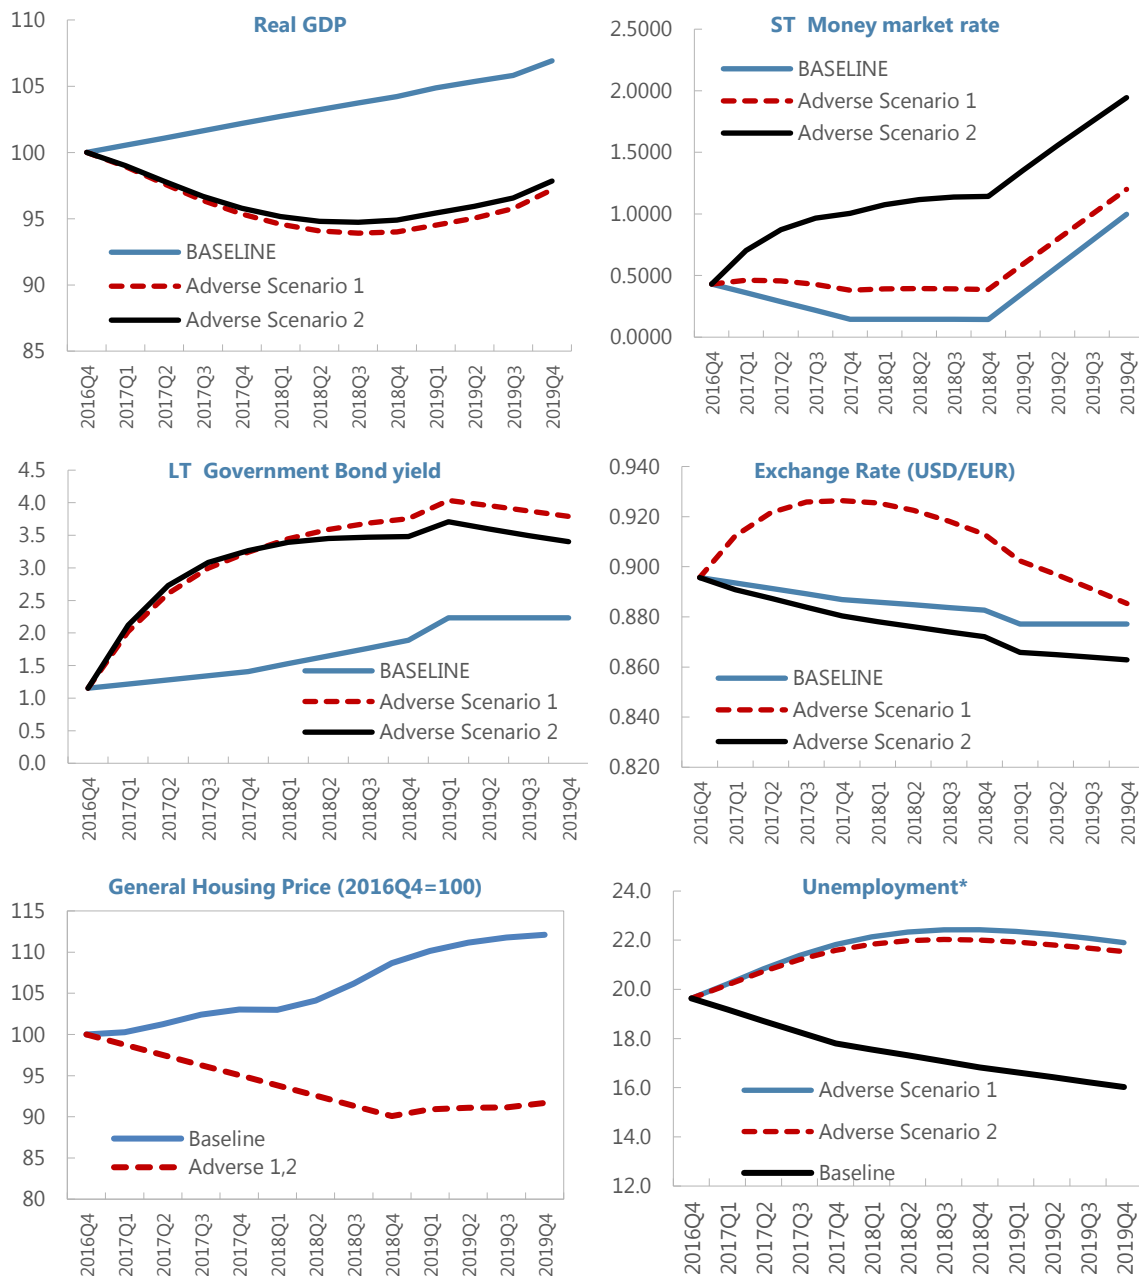 Real GDP
110
105
100
95
90
85
BASELINE
Adverse Scenario 1
Adverse Scenario 2
2016Q4
2017Q1
2017Q2
2017Q3
2017Q4
2018Q1
2018Q2
2018Q3
2018Q4
2019Q1
2019Q2
2019Q3
2019Q4
ST Money market rate
2.5000
2.0000
1.5000
1.0000
0.5000
0.0000
BASELINE
Adverse Scenario 1
Adverse Scenario 2
2016Q4
2017Q1
2017Q2
2017Q3
2017Q4
2018Q1
2018Q2
2018Q3
2018Q4
2019Q1
2019Q2
2019Q3
2019Q4
LT Government Bond yield
4.5
4.0
3.5
3.0
2.5
2.0
1.5
1.0
0.5
0.0
BASELINE
Adverse Scenario 1
Adverse Scenario 2
2016Q4
2017Q1
2017Q2
2017Q3
2017Q4
2018Q1
2018Q2
2018Q3
2018Q4
2019Q1
2019Q2
2019Q3
2019Q4
Exchange Rate (USD/EUR)
0.940
0.920
0.900
0.880
0.860
0.840
0.820
BASELINE
Adverse Scenario 1
Adverse Scenario 2
2016Q4
2017Q1
2017Q2
2017Q3
2017Q4
2018Q1
2018Q2
2018Q3
2018Q4
2019Q1
2019Q2
2019Q3
2019Q4
General Housing Price (2016Q4=100)
115
110
105
100
95
90
85
80
Baseline
Adverse 1,2
2016Q4
2017Q1
2017Q2
2017Q3
2017Q4
2018Q1
2018Q2
2018Q3
2018Q4
2019Q1
2019Q2
2019Q3
2019Q4
Unemployment*
24.0
22.0
20.0
18.0
16.0
14.0
12.0
Adverse Scenario 1
Adverse Scenario 2
Baseline
2016Q4
2017Q1
2017Q2
2017Q3
2017Q4
2018Q1
2018Q2
2018Q3
2018Q4
2019Q1
2019Q2
2019Q3
2019Q4